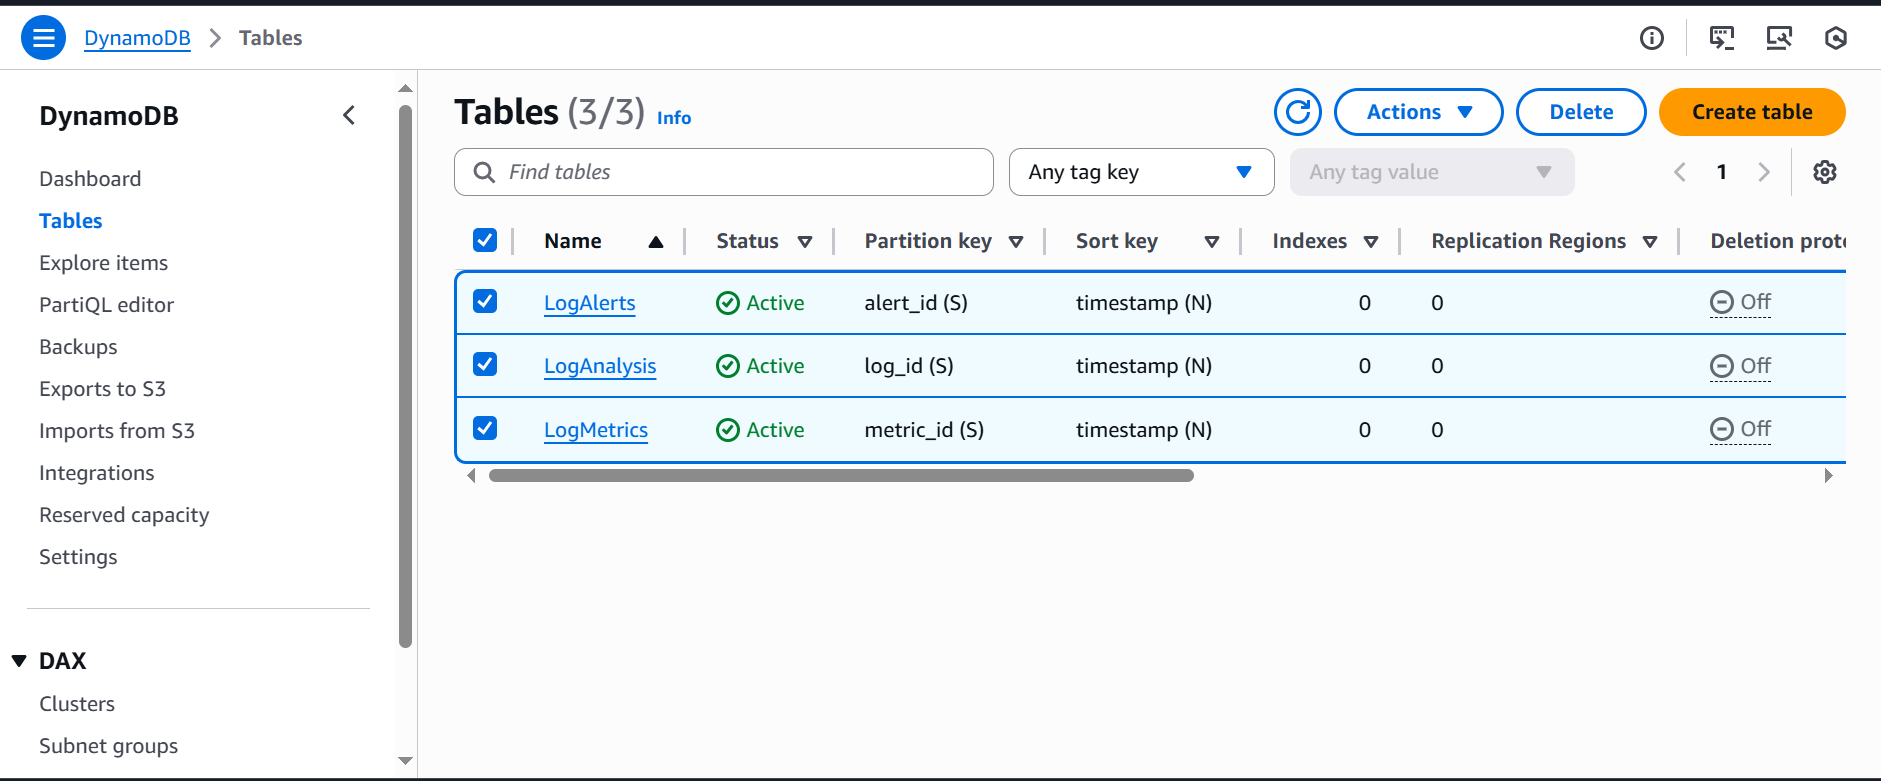 DynamoDB > Tables
DynamoDB
Dashboard
Tables
Explore items
PartiQL editor
Backups
Exports to S3
Imports from S3
Integrations
Reserved capacity
Settings
DAX
Clusters
Subnet groups
Tables (3/3) Info
Actions Delete Create table
Find tables Any tag key Any tag value 1
Name Status Partition key Sort key Indexes Replication Regions Deletion prote
LogAlerts Active alert_id (S) timestamp (N) 0 0 Off
LogAnalysis Active log_id (S) timestamp (N) 0 0 Off
LogMetrics Active metric_id (S) timestamp (N) 0 0 Off